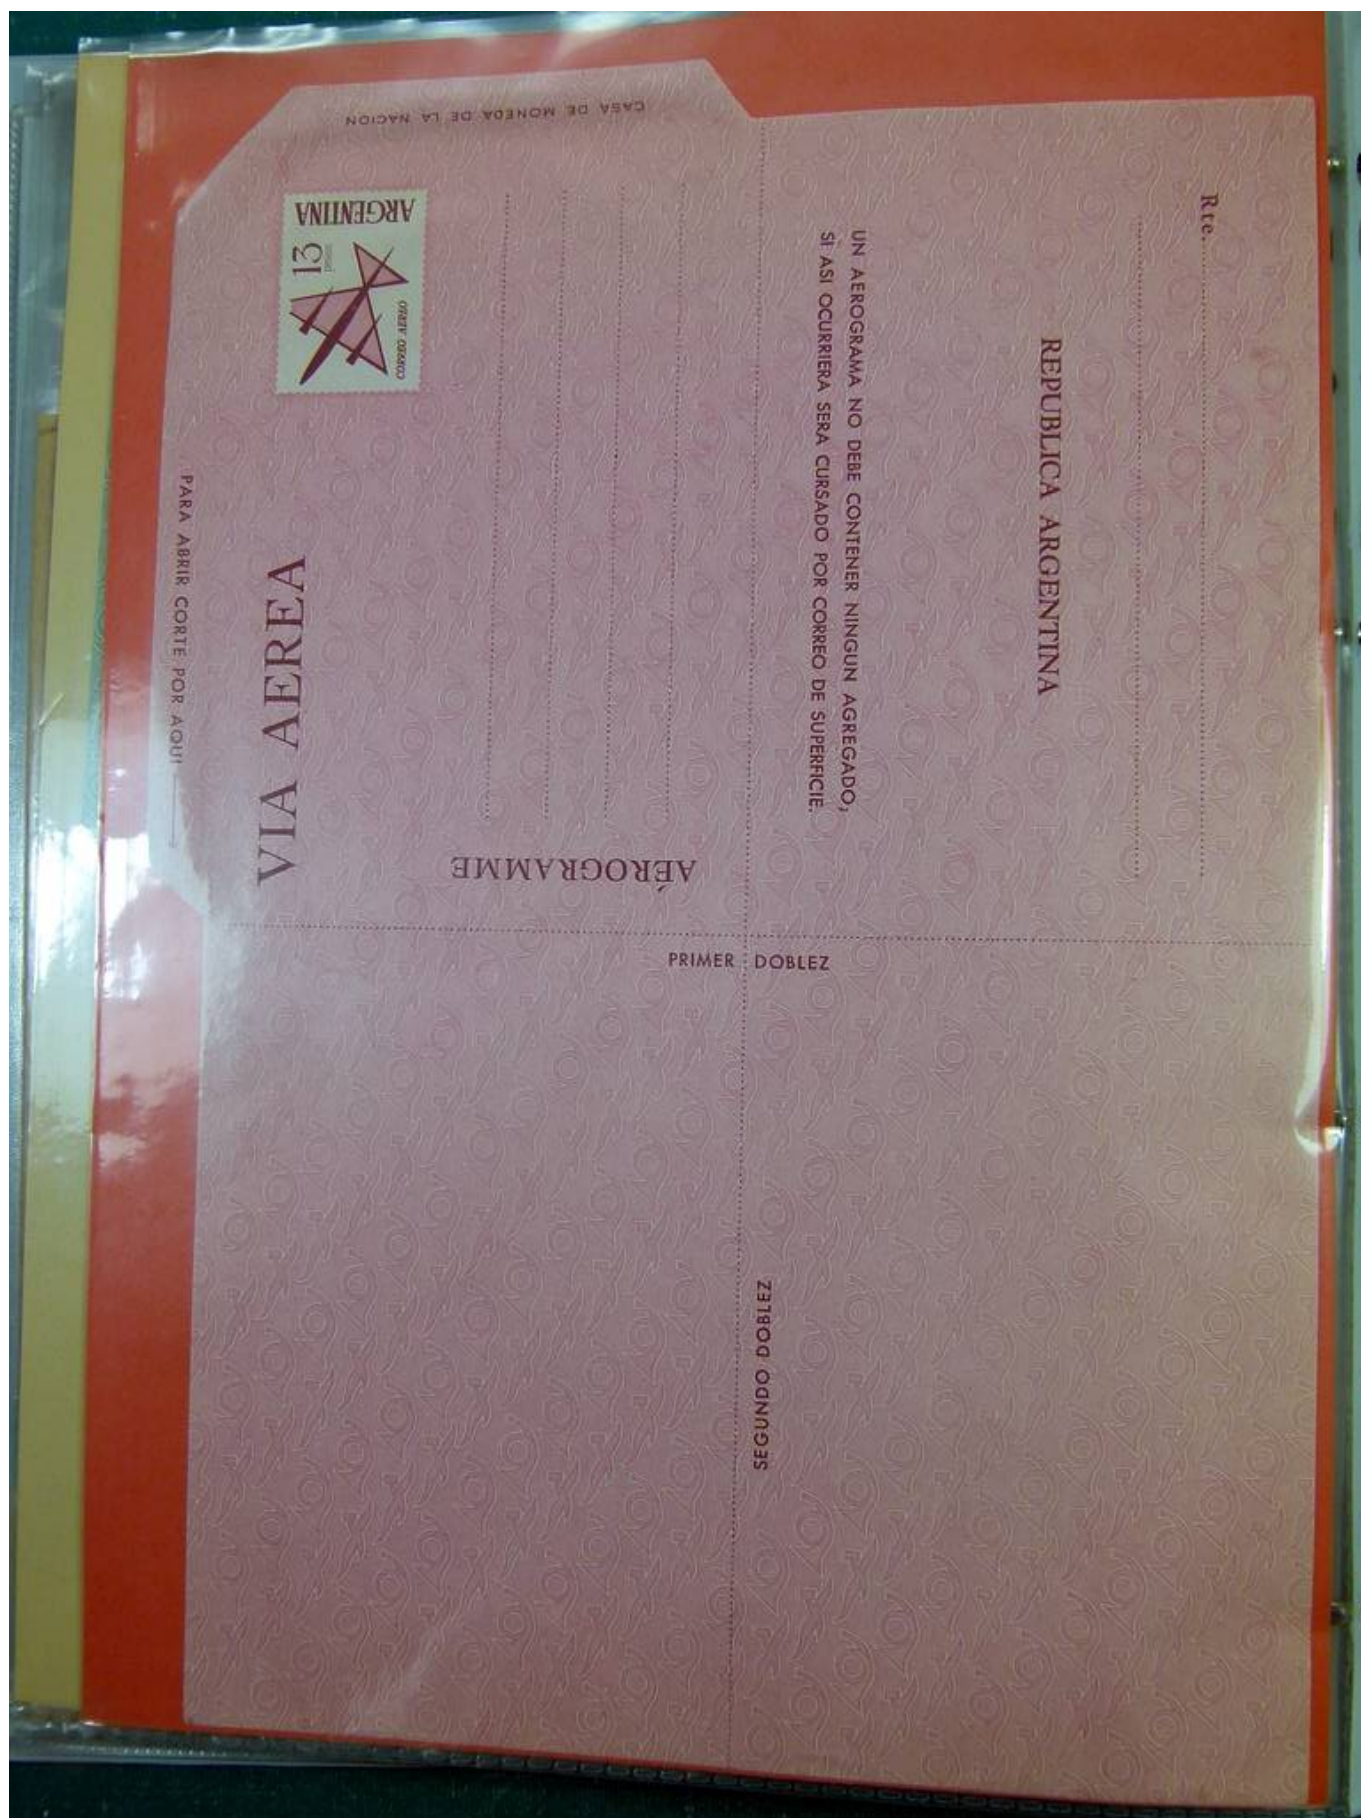 CASA DE MONEDA DE LA NACION
ARGENTINA
13
pesos
CORREO AEREO
PARA ABRIR CORTE POR AQUI
VIA AEREA
AÉROGRAMME
UN AEROGRAMA NO DEBE CONTENER NINGUN AGREGADO,
SI ASI OCURRIERA SERA CURSADO POR CORREO DE SUPERFICIE.
REPUBLICA ARGENTINA
Rte.
PRIMER DOBLEZ
SEGUNDO DOBLEZ